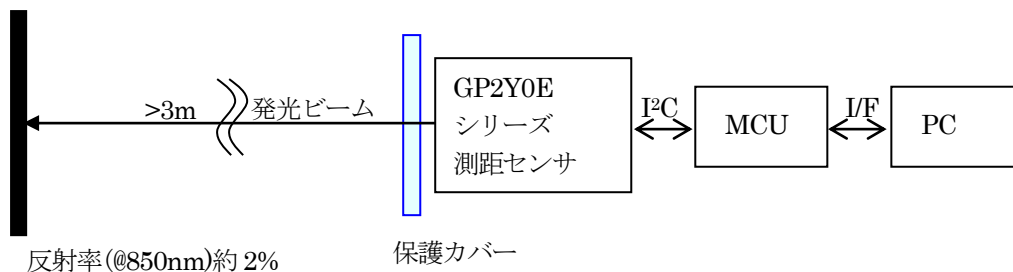 >3m
発光ビーム
GP2Y0E
シリーズ
測距センサ
I²C
MCU
I/F
PC
反射率(@850nm)約 2%
保護カバー